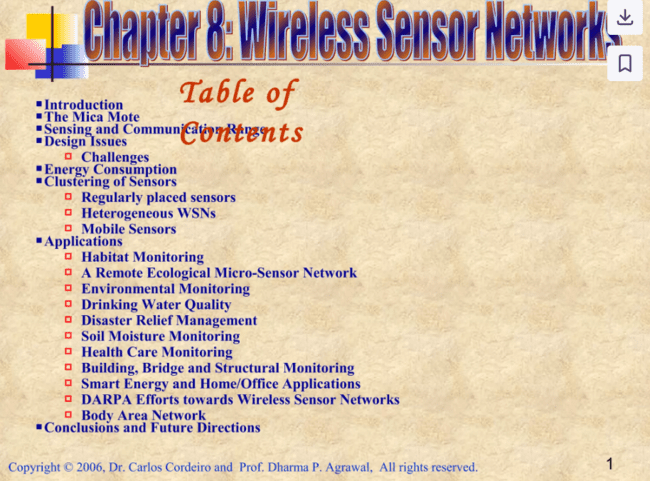 Chapter 8: Wireless Sensor Networks
Table of
Contents
Introduction
The Mica Mote
Sensing and Communication Range
Design Issues
Challenges
Energy Consumption
Clustering of Sensors
Regularly placed sensors
Heterogeneous WSNs
Mobile Sensors
Applications
Habitat Monitoring
A Remote Ecological Micro-Sensor Network
Environmental Monitoring
Drinking Water Quality
Disaster Relief Management
Soil Moisture Monitoring
Health Care Monitoring
Building, Bridge and Structural Monitoring
Smart Energy and Home/Office Applications
DARPA Efforts towards Wireless Sensor Networks
Body Area Network
Conclusions and Future Directions
Copyright © 2006, Dr. Carlos Cordeiro and Prof. Dharma P. Agrawal, All rights reserved.
1